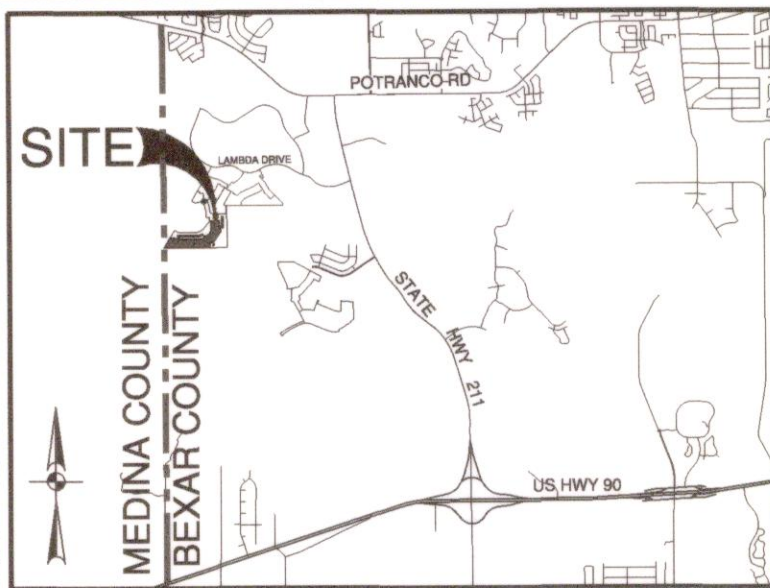 POTRANCO RD
SITE
LAMBDA DRIVE
MEDINA COUNTY
BEXAR COUNTY
STATE HWY 211
US HWY 90